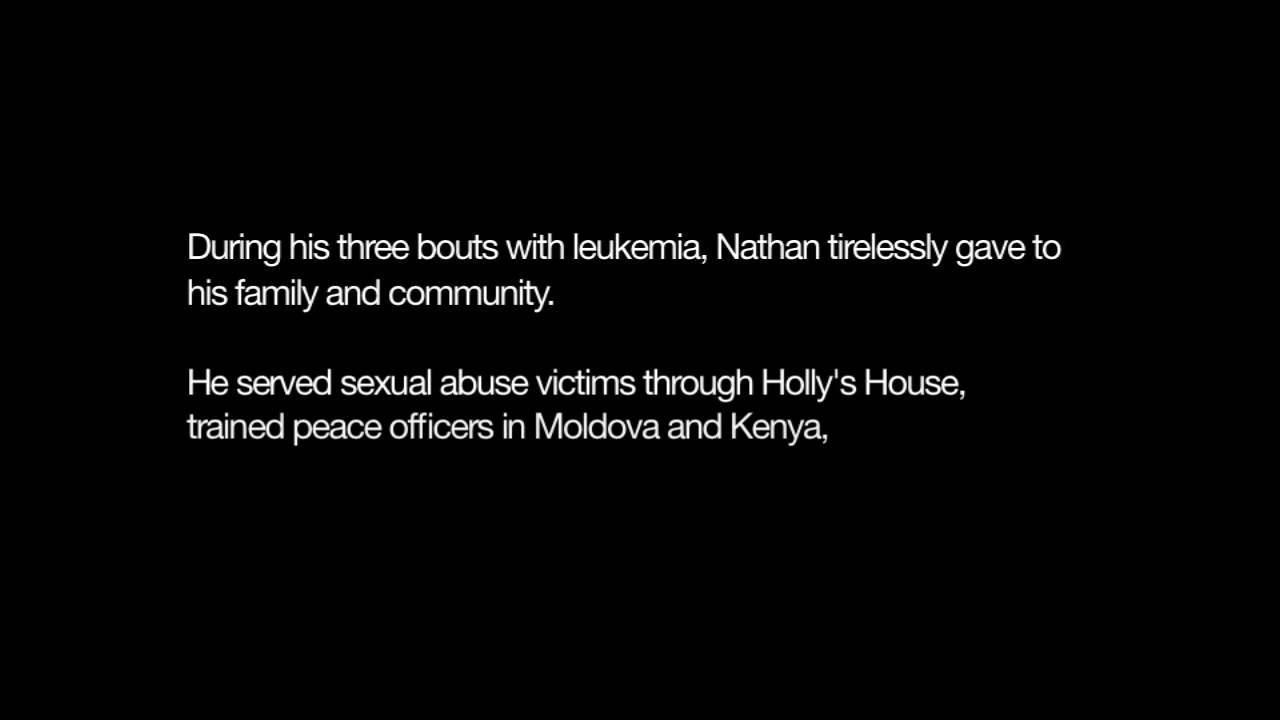 During his three bouts with leukemia, Nathan tirelessly gave to
his family and community.
He served sexual abuse victims through Holly's House,
trained peace officers in Moldova and Kenya,